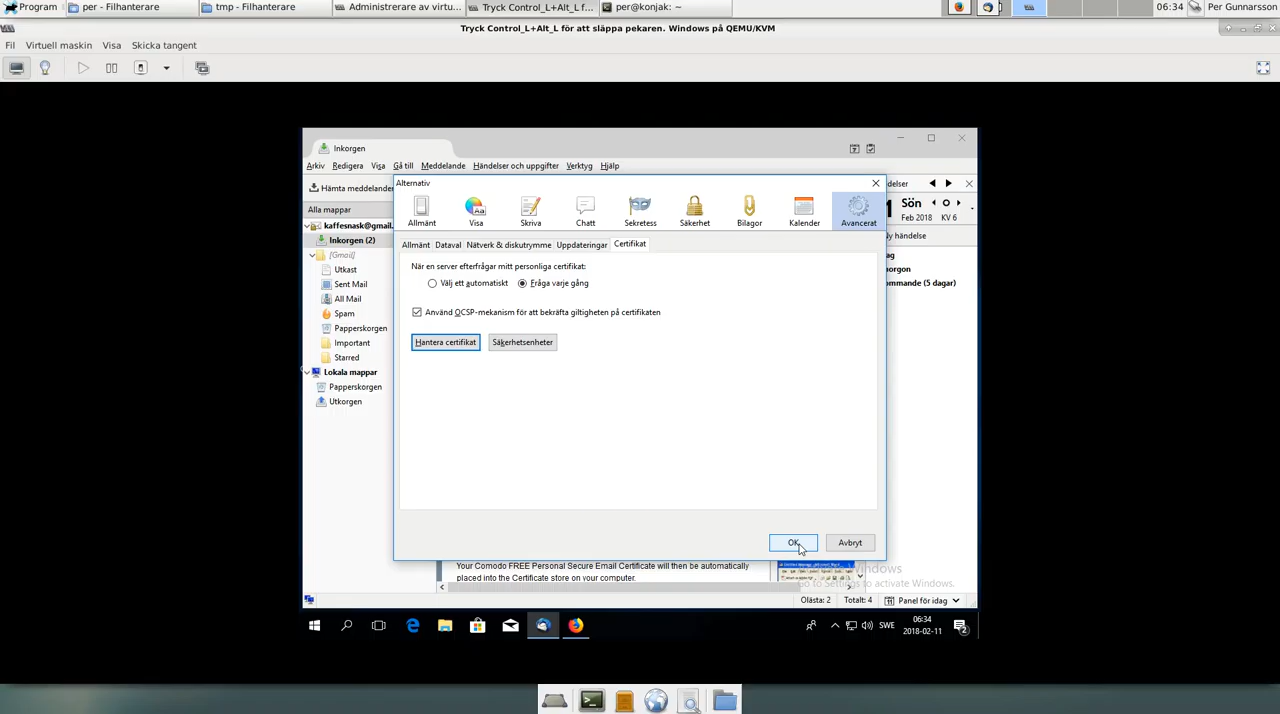 Program per - Filhanterare tmp - Filhanterare Administrerare av virtu... Tryck Control_L+Alt_L f... per@konjak: ~ 06:34 Per Gunnarsson
Tryck Control_L+Alt_L för att släppa pekaren. Windows på QEMU/KVM
Fil Virtuell maskin Visa Skicka tangent
Inkorgen
Arkiv Redigera Visa Gå till Meddelande Händelser och uppgifter Verktyg Hjälp
Alternativ
Hämta meddelanden
Allmänt Visa Skriva Chatt Sekretess Säkerhet Bilagor Kalender Avancerat
Sön
Feb 2018 KV 6
Alla mappar
kaffesnask@gmail.
Inkorgen (2)
[Gmail]
Utkast
Sent Mail
All Mail
Spam
Papperskorgen
Important
Starred
Lokala mappar
Papperskorgen
Utkorgen
Allmänt Dataval Nätverk & diskutrymme Uppdateringar Certifikat
När en server efterfrågar mitt personliga certifikat:
Välj ett automatiskt Fråga varje gång
Använd OCSP-mekanism för att bekräfta giltigheten på certifikaten
Hantera certifikat Säkerhetsenheter
OK Avbryt
ndelser
y händelse
ag
orgon
ommande (5 dagar)
Your Comodo FREE Personal Secure Email Certificate will then be automatically
placed into the Certificate store on your computer.
Go to Settings to activate Windows.
Olästa: 2 Totalt: 4 Panel för idag
SWE 06:34
2018-02-11
2